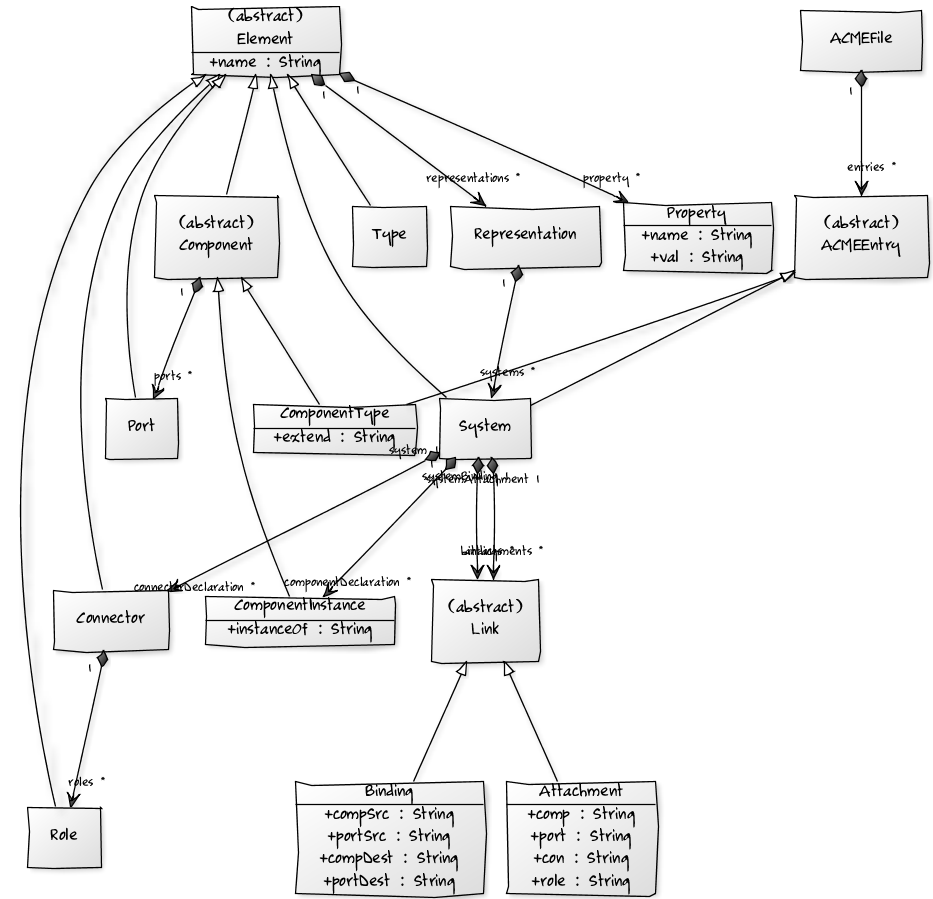 (abstract)
Element
+name : String
1
1
ACMEFile
1
representations *
property *
entries *
(abstract)
Component
Type
Representation
Property
+name : String
+val : String
(abstract)
ACMEEntry
1
1
ports *
systems *
Port
ComponentType
+extend : String
System
system
systemBinding
systemAttachment 1
connectorDeclaration *
componentDeclaration *
Connector
ComponentInstance
+instanceOf : String
(abstract)
Link
1
roles *
Role
Binding
+compSrc : String
+portSrc : String
+compDest : String
+portDest : String
Attachment
+comp : String
+port : String
+con : String
+role : String